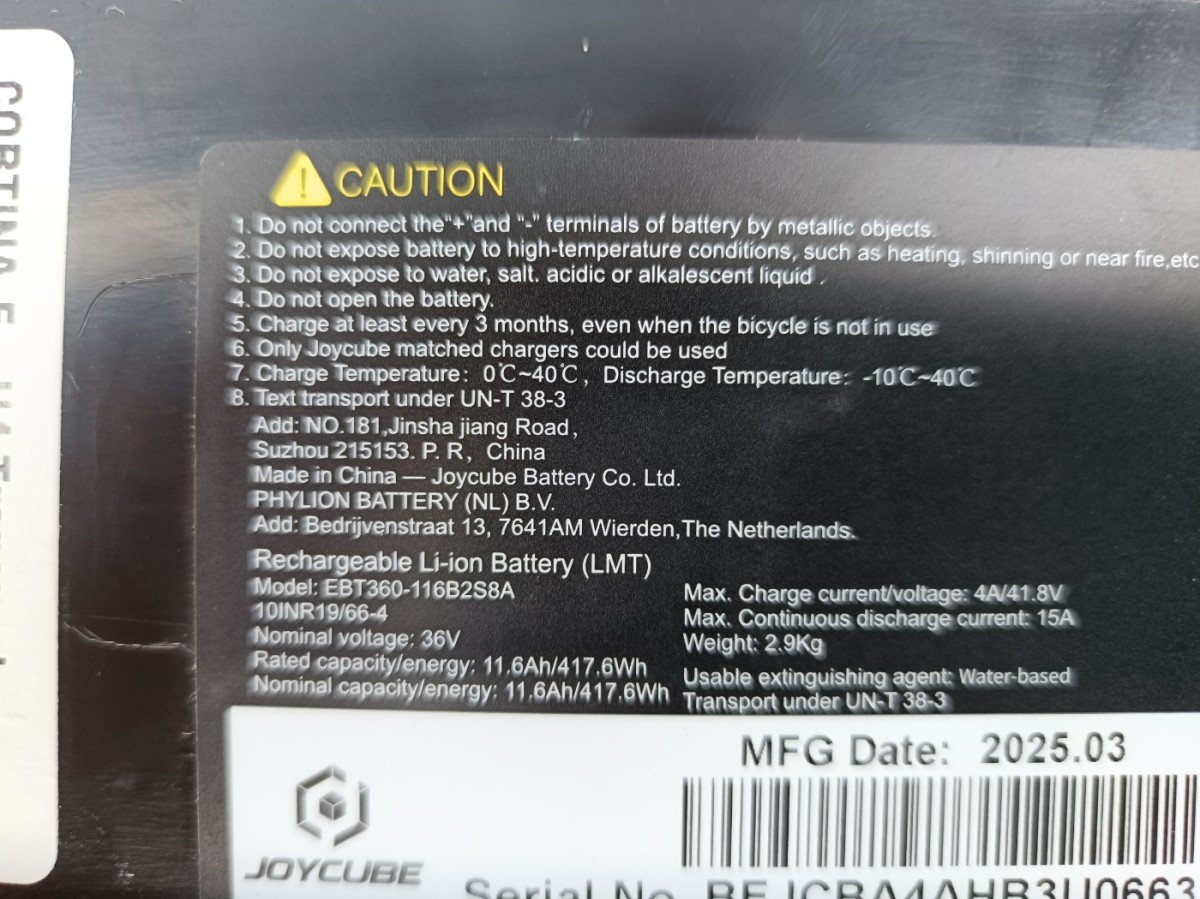 CORTINA E
CAUTION
1. Do not connect the"+"and "-" terminals of battery by metallic objects.
2. Do not expose battery to high-temperature conditions, such as heating, shinning or near fire,etc
3. Do not expose to water, salt. acidic or alkalescent liquid .
4. Do not open the battery.
5. Charge at least every 3 months, even when the bicycle is not in use
6. Only Joycube matched chargers could be used
7. Charge Temperature: 0℃~40℃, Discharge Temperature: -10℃~40℃
8. Text transport under UN-T 38-3
Add: NO.181,Jinsha jiang Road,
Suzhou 215153. P. R, China
Made in China — Joycube Battery Co. Ltd.
PHYLION BATTERY (NL) B.V.
Add: Bedrijvenstraat 13, 7641AM Wierden,The Netherlands.
Rechargeable Li-ion Battery (LMT)
Model: EBT360-116B2S8A
10INR19/66-4
Nominal voltage: 36V
Rated capacity/energy: 11.6Ah/417.6Wh
Nominal capacity/energy: 11.6Ah/417.6Wh
Max. Charge current/voltage: 4A/41.8V
Max. Continuous discharge current: 15A
Weight: 2.9Kg
Usable extinguishing agent: Water-based
Transport under UN-T 38-3
MFG Date: 2025.03
JOYCUBE
Serial No. BEJCBA4AHB3U0663